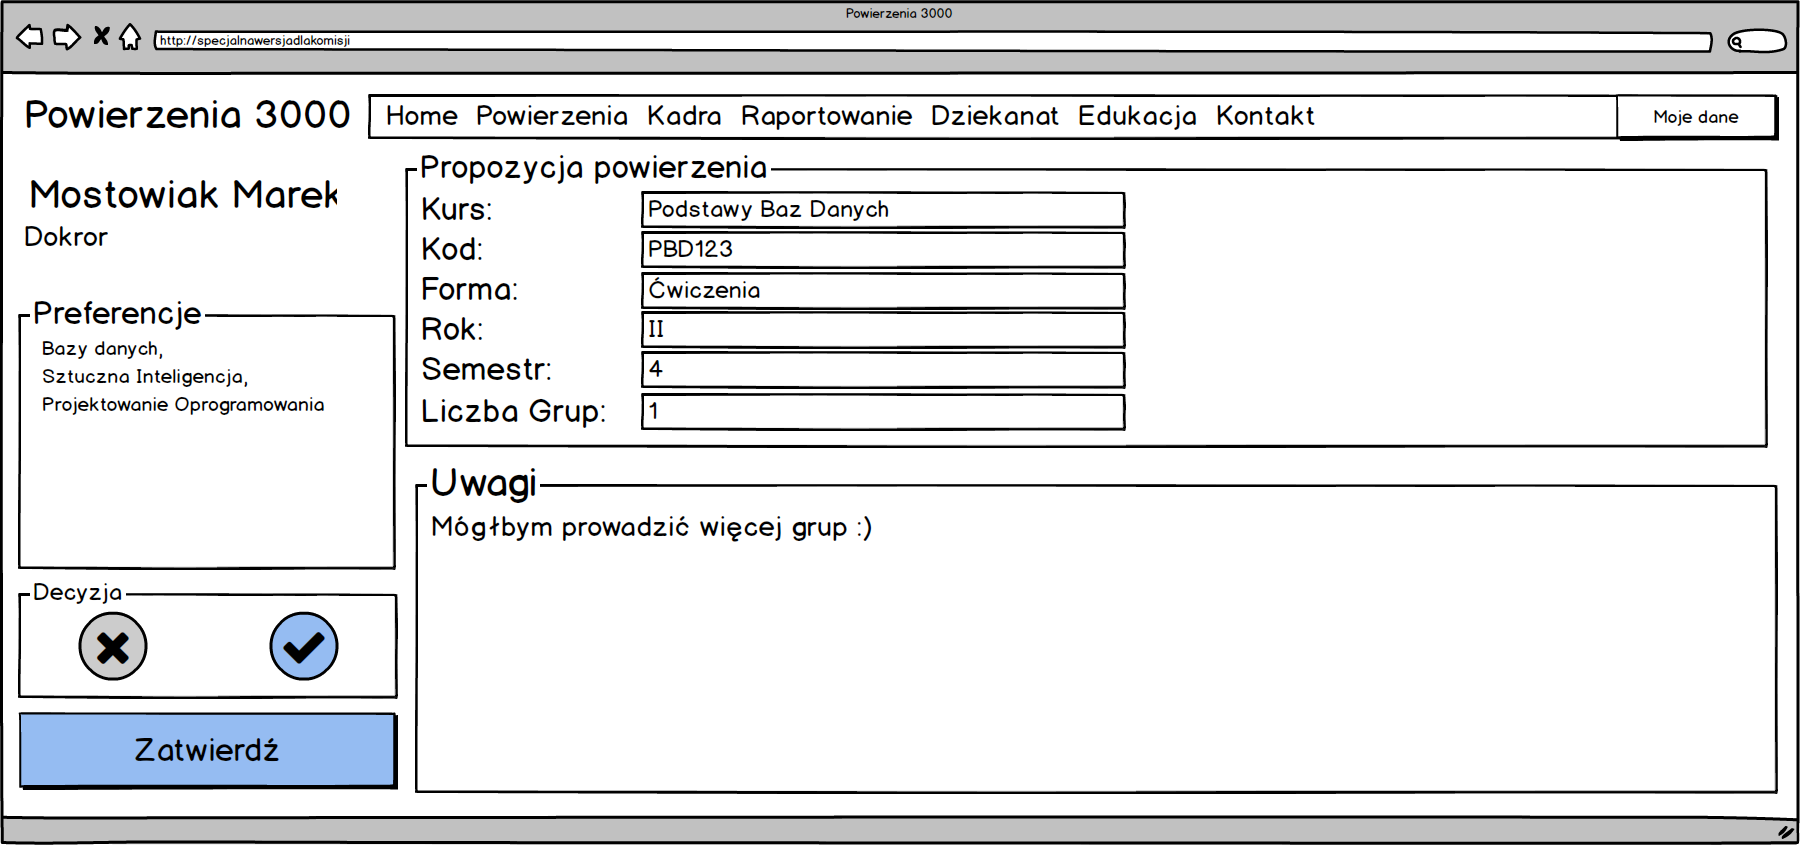 Powierzenia 3000
http://specjalnawersjadlakomisji
Powierzenia 3000
Home Powierzenia Kadra Raportowanie Dziekanat Edukacja Kontakt
Moje dane
Mostowiak Marek
Dokror
Preferencje
Bazy danych,
Sztuczna Inteligencja,
Projektowanie Oprogramowania
Decyzja
Zatwierdź
Propozycja powierzenia
Kurs: Podstawy Baz Danych
Kod: PBD123
Forma: Ćwiczenia
Rok: II
Semestr: 4
Liczba Grup: 1
Uwagi
Mógłbym prowadzić więcej grup :)